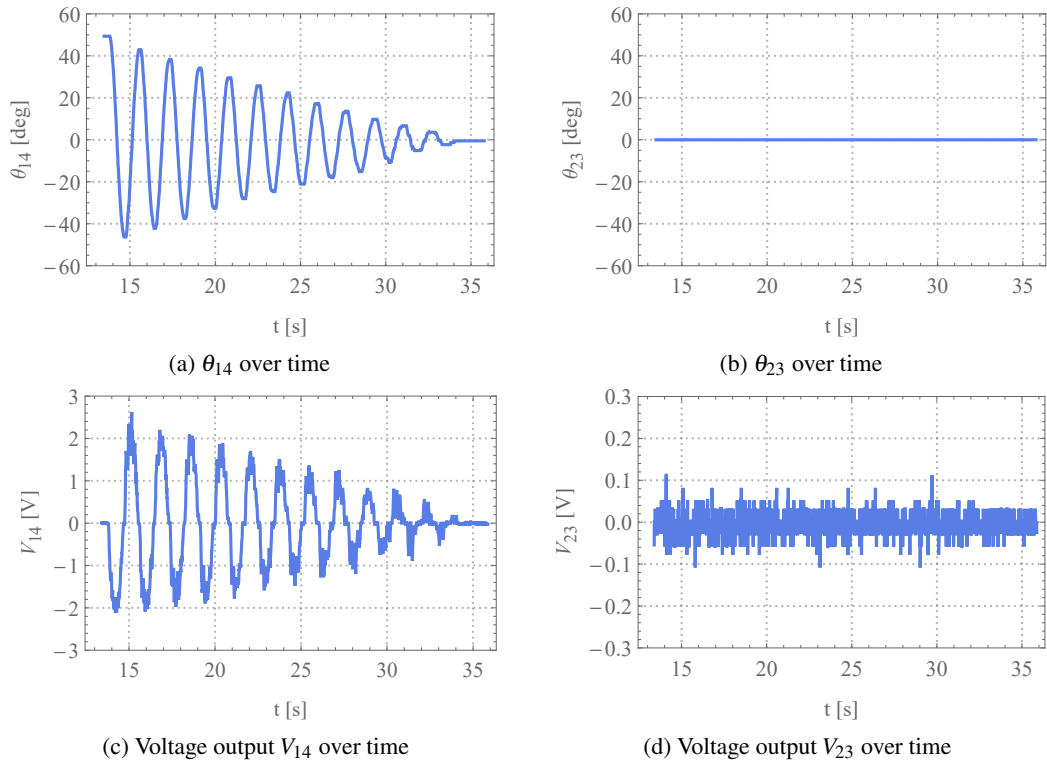 60
40
20
0
−20
−40
−60
θ14 [deg]
15 20 25 30 35
t [s]
(a) θ14 over time
60
40
20
0
−20
−40
−60
θ23 [deg]
15 20 25 30 35
t [s]
(b) θ23 over time
3
2
1
0
−1
−2
−3
V14 [V]
15 20 25 30 35
t [s]
(c) Voltage output V14 over time
0.3
0.2
0.1
0.0
−0.1
−0.2
−0.3
V23 [V]
15 20 25 30 35
t [s]
(d) Voltage output V23 over time